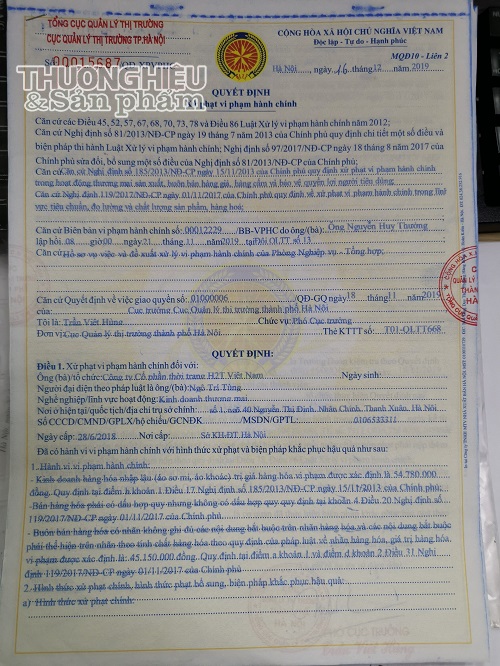 TỔNG CỤC QUẢN LÝ THỊ TRƯỜNG
CỤC QUẢN LÝ THỊ TRƯỜNG TP.HÀ NỘI
CỘNG HÒA XÃ HỘI CHỦ NGHĨA VIỆT NAM
Độc lập - Tự do - Hạnh phúc
Số 00015687 /QĐ-XPVPHC
MQĐ10 - Liên 2
THUONGHIEU
&Sản phẩm
Hà Nội, ngày 16 tháng 12 năm 2019
QUYẾT ĐỊNH
Xử phạt vi phạm hành chính
Căn cứ các Điều 45, 52, 57, 67, 68, 70, 73, 78 và Điều 86 Luật Xử lý vi phạm hành chính năm 2012;
Căn cứ Nghị định số 81/2013/NĐ-CP ngày 19 tháng 7 năm 2013 của Chính phủ quy định chi tiết một số điều và
biện pháp thi hành Luật Xử lý vi phạm hành chính; Nghị định số 97/2017/NĐ-CP ngày 18 tháng 8 năm 2017 của
Chính phủ sửa đổi, bổ sung một số điều của Nghị định số 81/2013/NĐ-CP của Chính phủ;
Căn cứ Căn cứ Nghị định số 185/2013/NĐ-CP ngày 15/11/2013 của Chính phủ quy định xử phạt vi phạm hành chính
trong hoạt động thương mại sản xuất, buôn bán hàng giả, hàng cấm và bảo vệ quyền lợi người tiêu dùng
Căn cứ Nghị định 119/2017/NĐ-CP ngày 01/11/2017 của Chính phủ quy định về xử phạt vi phạm hành chính trong lĩnh
vực tiêu chuẩn, đo lường và chất lượng sản phẩm, hàng hoá;
Căn cứ Biên bản vi phạm hành chính số: 00012229 /BB-VPHC do ông(bà): Ông Nguyễn Huy Thường
lập hồi 08 giờ 00 ngày 21 tháng 11 năm 2019 tại Đội QLTT số 13
Căn cứ: Hồ sơ vụ việc và đề xuất xử lý vi phạm hành chính của Phòng Nghiệp vụ - Tổng hợp;
Căn cứ Quyết định về việc giao quyền số: 01000006 /QĐ-GQ ngày 18 tháng 11 năm 2019
của: Cục trưởng Cục Quản lý thị trường thành phố Hà Nội
Tôi là: Trần Việt Hùng Chức vụ: Phó Cục trưởng
Đơn vị: Cục Quản lý thị trường thành phố Hà Nội Thẻ KTTT số: T01-QLTT668
QUYẾT ĐỊNH:
Điều 1. Xử phạt vi phạm hành chính đối với:
Ông(bà)/tổ chức: Công ty Cổ phần thời trang H2T Việt Nam Ngày sinh:
Người đại diện theo pháp luật là ông/(bà): Ngô Trí Tùng
Nghề nghiệp/lĩnh vực hoạt động: Kinh doanh thương mại
Nơi ở hiện tại/quốc tịch/địa chỉ trụ sở chính: số 1, ngõ 40 Nguyễn Thị Định, Nhân Chính, Thanh Xuân, Hà Nội
Số CCCD/CMND/GPLX/hộ chiếu/GCNĐK /MSDN/GPTL: 0106533311
Ngày cấp: 28/6/2018 Nơi cấp: Sở KH-ĐT Hà Nội
Đã có hành vi vi phạm hành chính với hình thức xử phạt và biện pháp khắc phục hậu quả như sau:
1. Hành vi vi phạm hành chính:
- Kinh doanh hàng hóa nhập lậu (áo sơ mi, áo khoác) trị giá hàng hóa vi phạm được xác định là 54.780.000
đồng. Quy định tại điểm h khoản 1 Điều 17 Nghị định số 185/2013/NĐ-CP ngày 15/11/2013 của Chính phủ;
- Bán hàng hóa phải có dấu hợp quy nhưng không có dấu hợp quy quy định tại khoản 4 Điều 20 Nghị định số
119/2017/NĐ-CP ngày 01/11/2017 của Chính phủ.
- Buôn bán hàng hóa có nhãn không ghi đủ các nội dung bắt buộc trên nhãn hàng hóa và các nội dung bắt buộc
phải thể hiện trên nhãn theo tính chất hàng hóa theo quy định của pháp luật về nhãn hàng hóa, giá trị hàng hóa
vi phạm được xác định là: 45.150.000 đồng. Quy định tại điểm a khoản 1 và điểm d khoản 2 Điều 31 Nghị
định 119/2017/NĐ-CP ngày 01/11/2017 của Chính phủ
2. Hình thức xử phạt chính, hình thức phạt bổ sung, biện pháp khắc phục hậu quả:
a) Hình thức xử phạt chính: